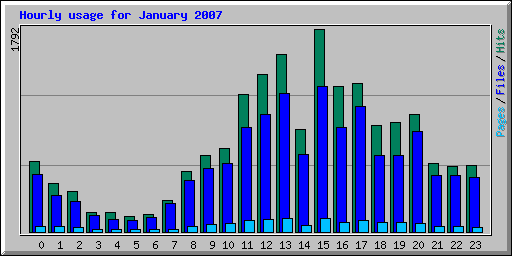 Hourly usage for January 2007
1792
Pages/Files/Hits
0 1 2 3 4 5 6 7 8 9 10 11 12 13 14 15 16 17 18 19 20 21 22 23